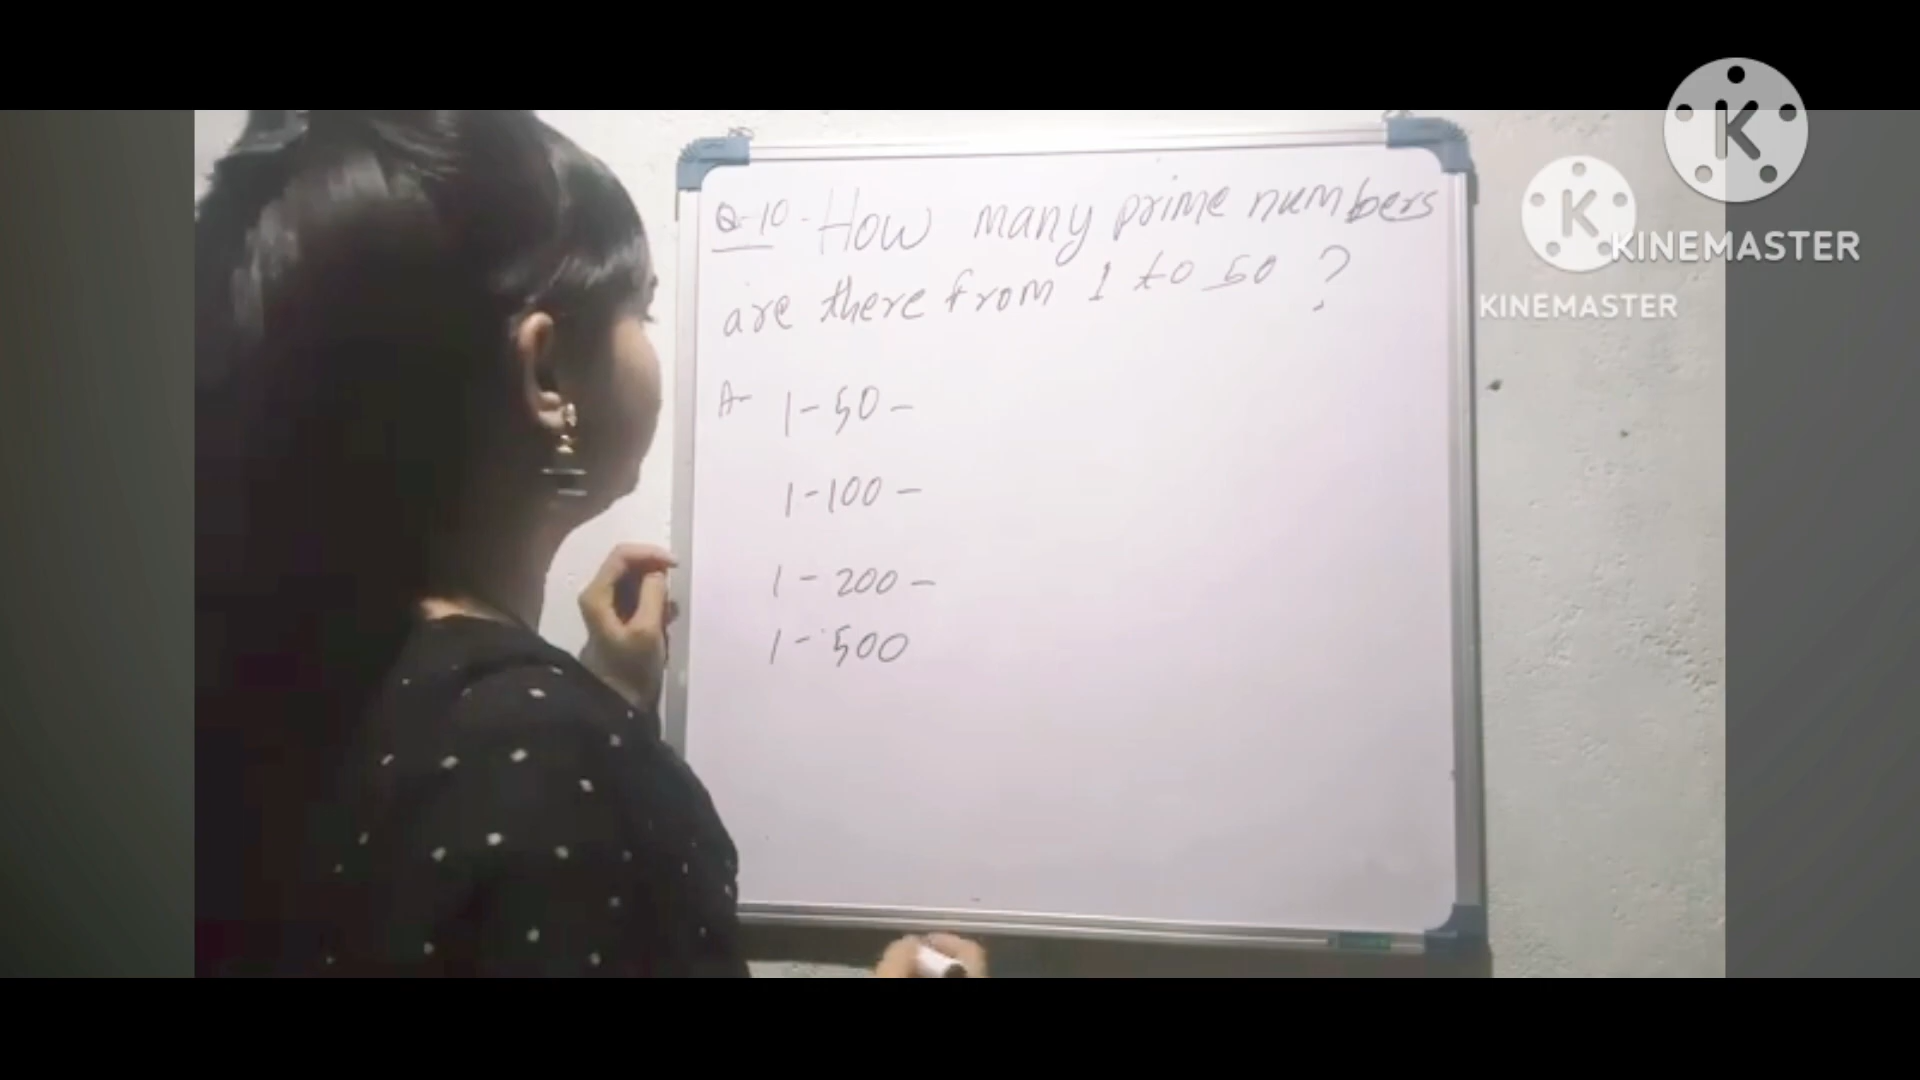 Q-10- How many prime numbers
are there from 1 to 50 ?
A- 1-50-
1-100-
1-200-
1-500
K
KINEMASTER
K
KINEMASTER